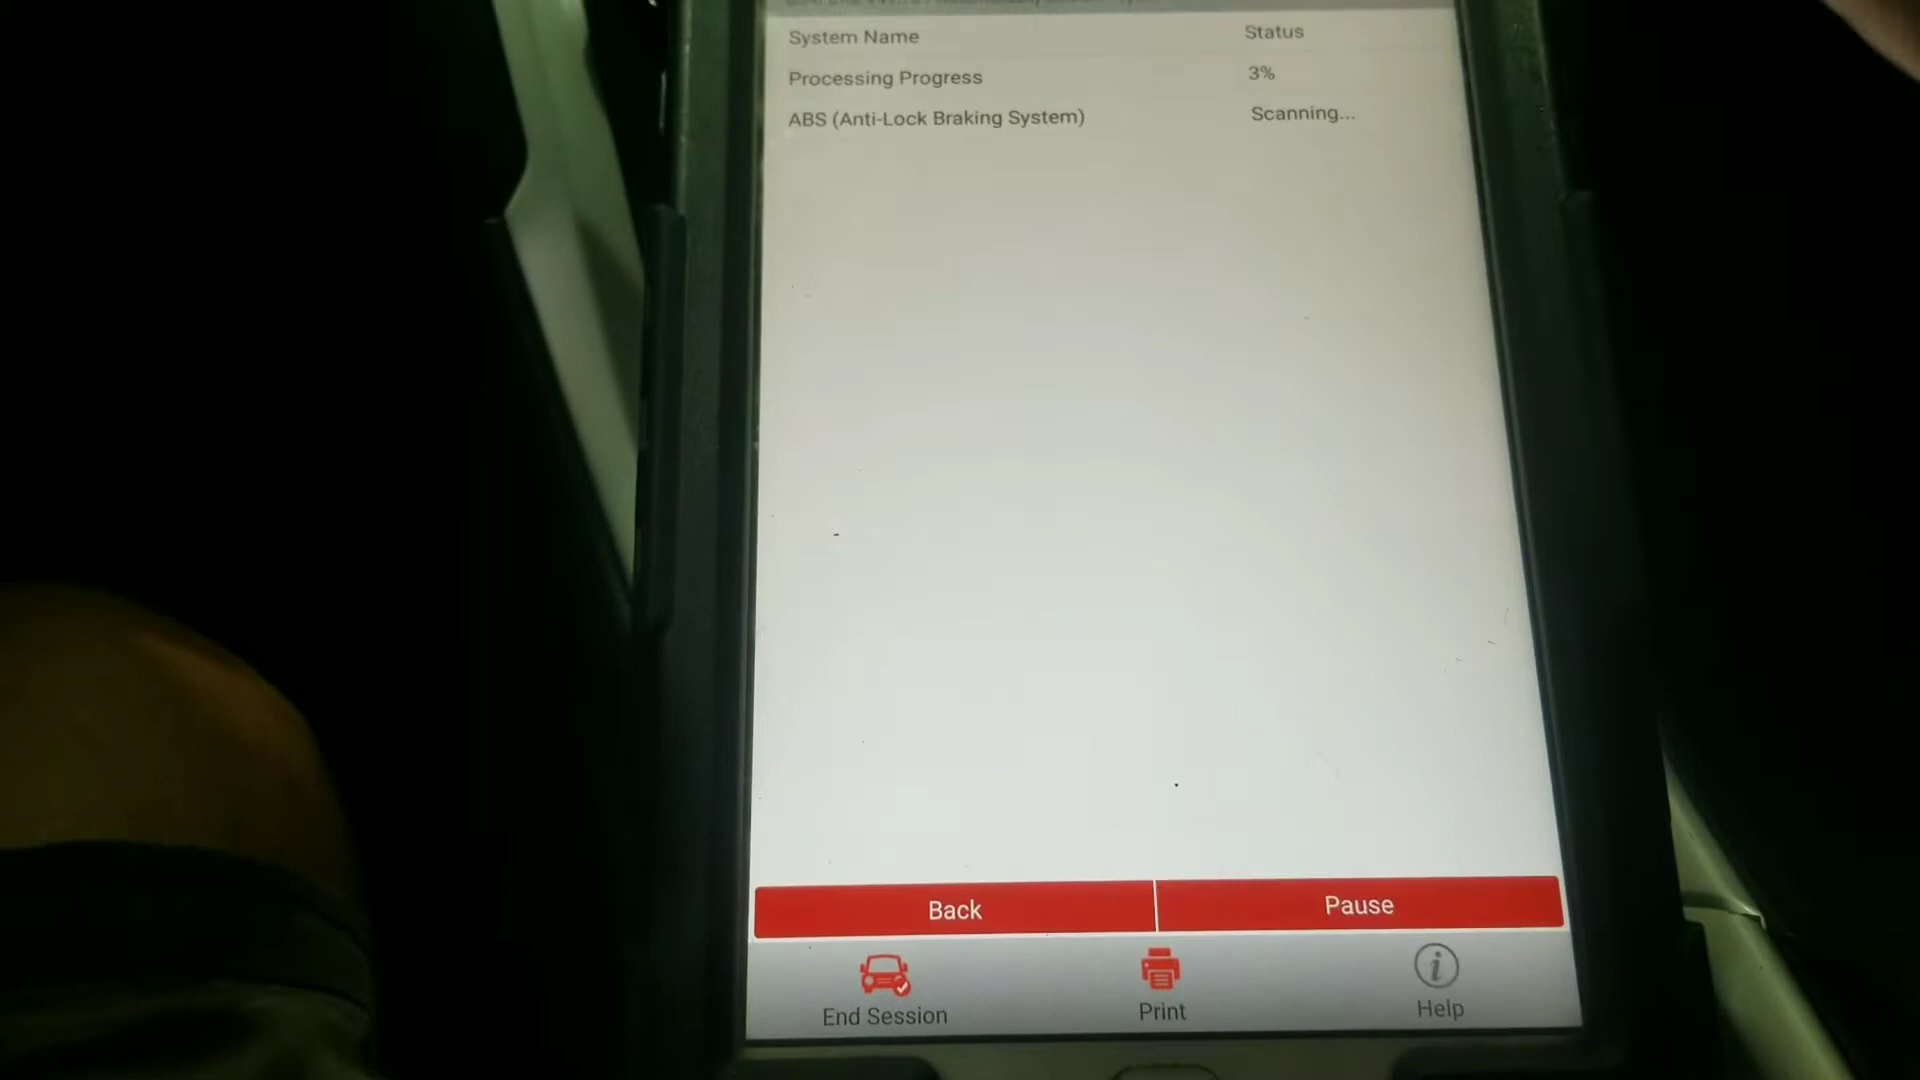 System Name Status
Processing Progress 3%
ABS (Anti-Lock Braking System) Scanning...
Back Pause
End Session Print Help